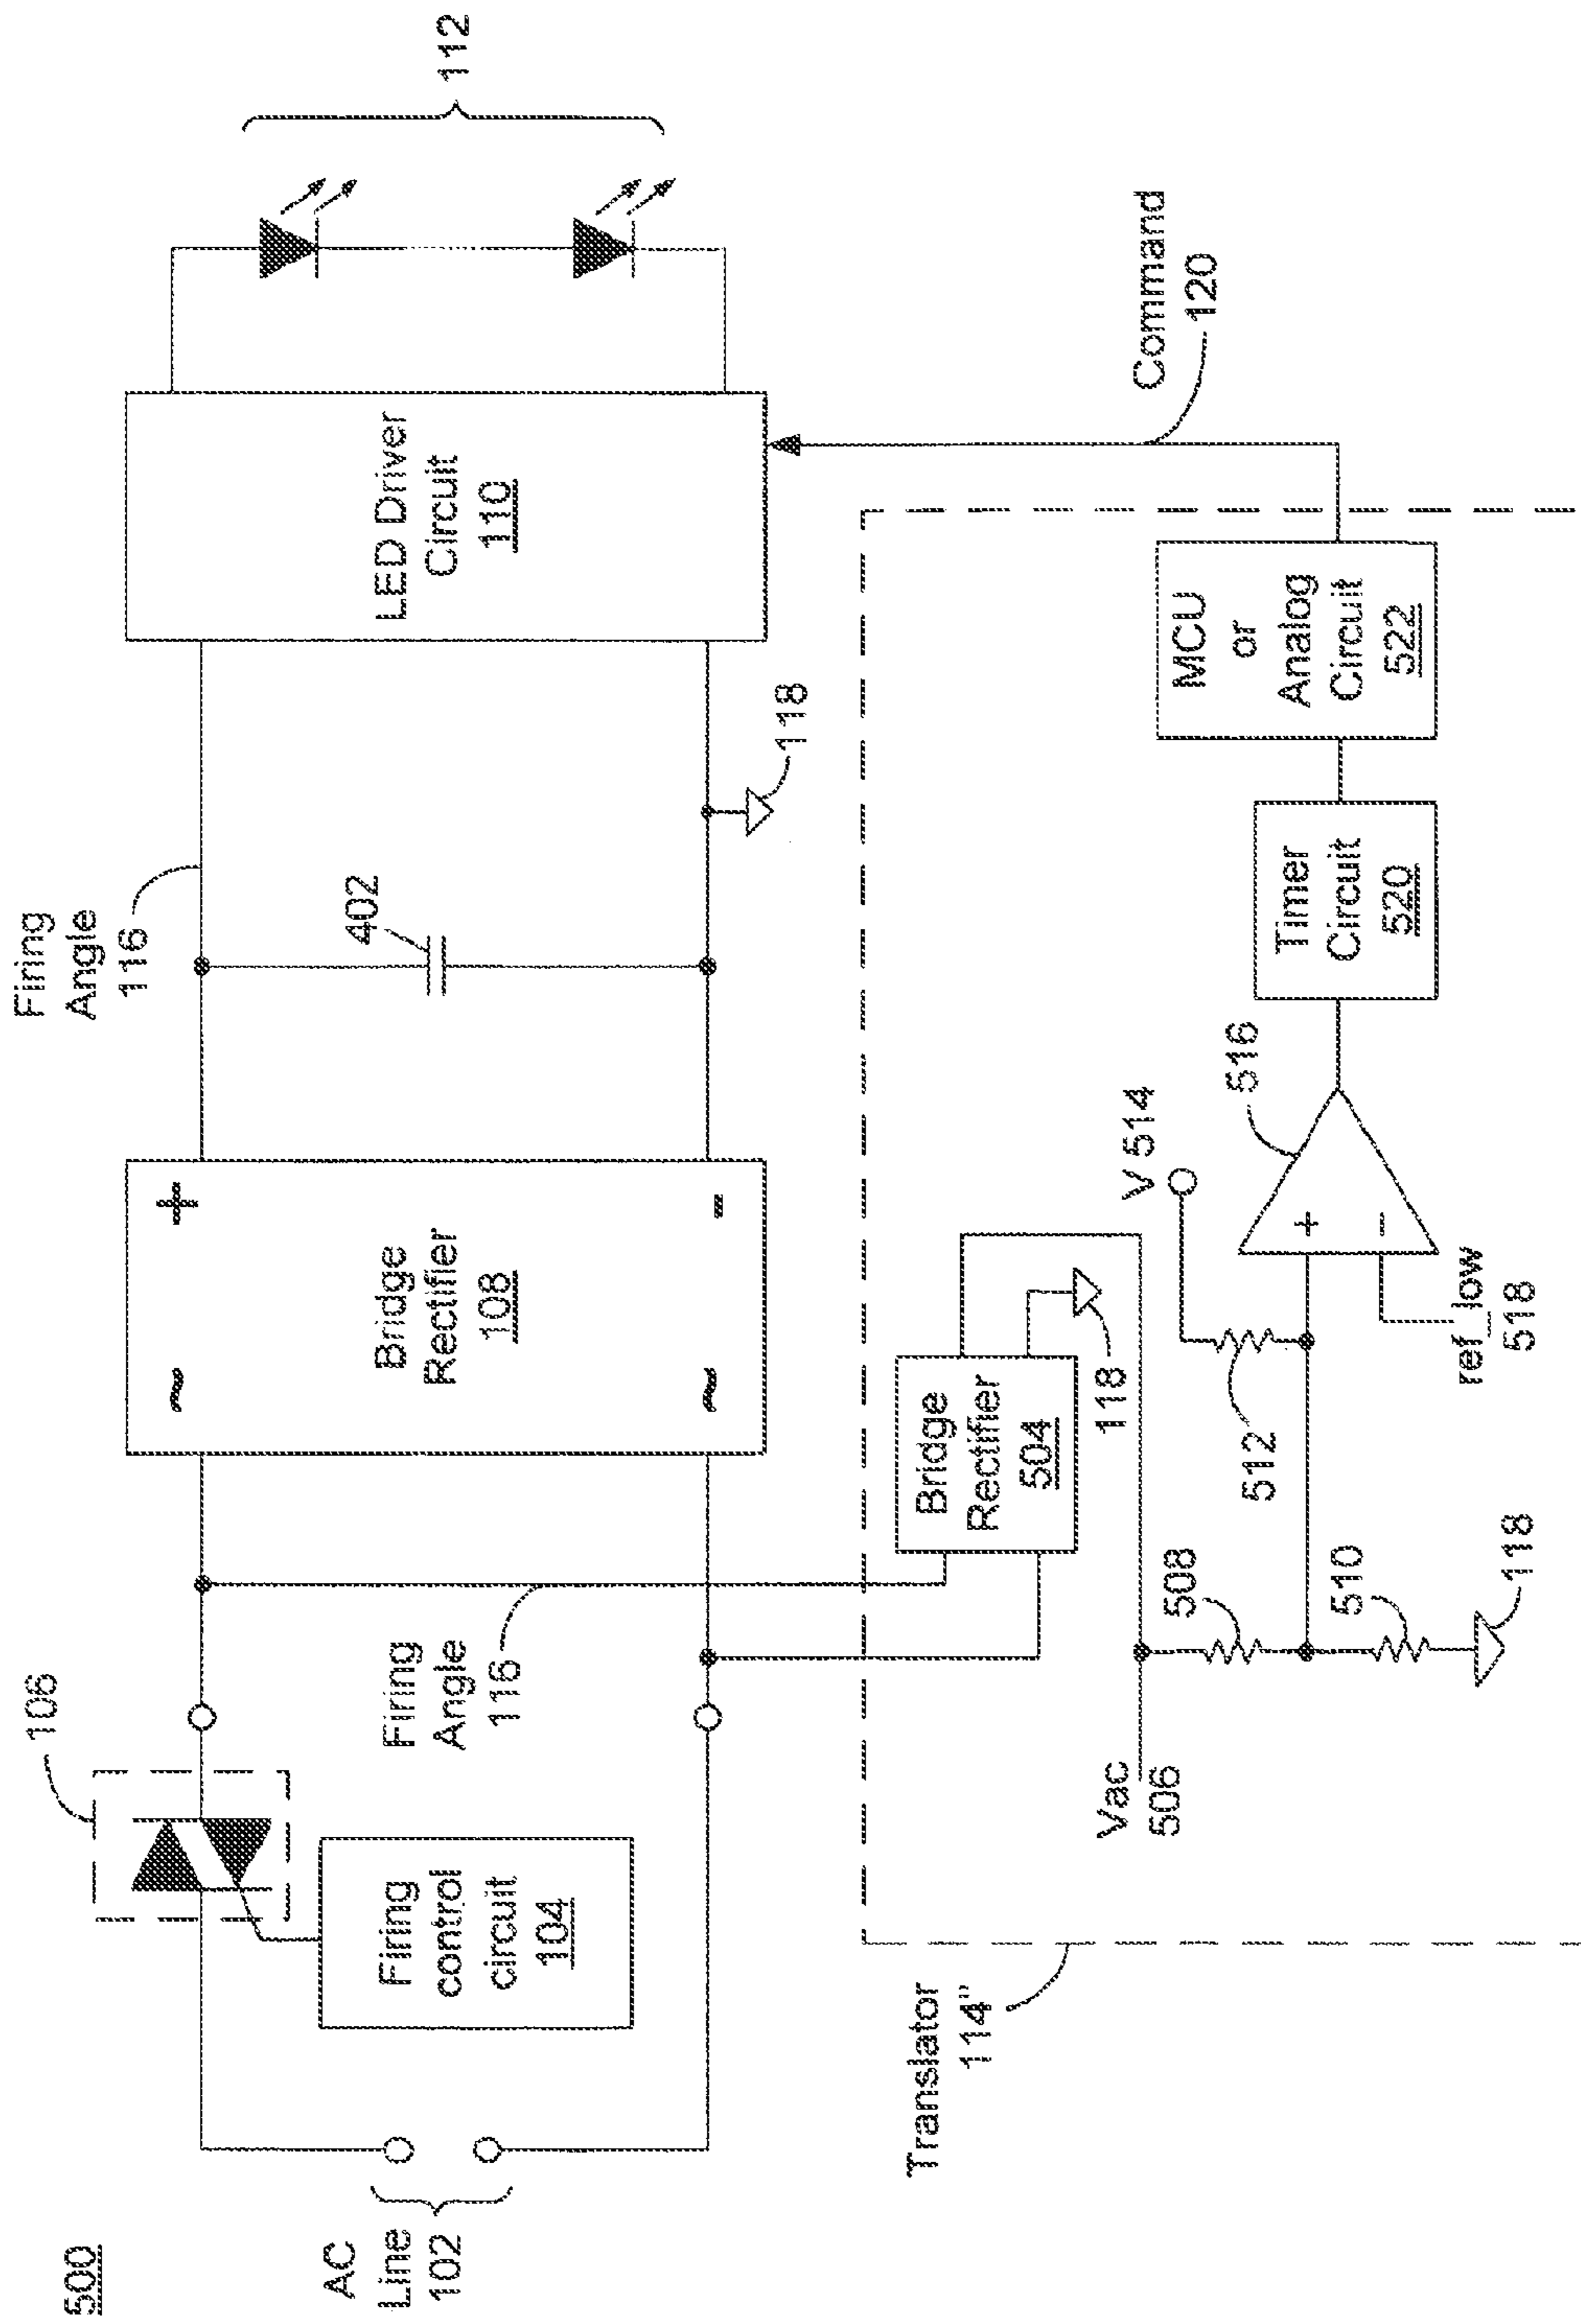 500
AC
Line
102
106
Firing
control
circuit
104
Firing
Angle
116
~
~
+
-
Bridge
Rectifier
108
Firing
Angle
116
402
118
LED Driver
Circuit
110
112
Translator
114"
Vac
506
Bridge
Rectifier
504
118
508
510
118
512
V 514
+
-
ref_low
518
516
Timer
Circuit
520
MCU
or
Analog
Circuit
522
Command
120